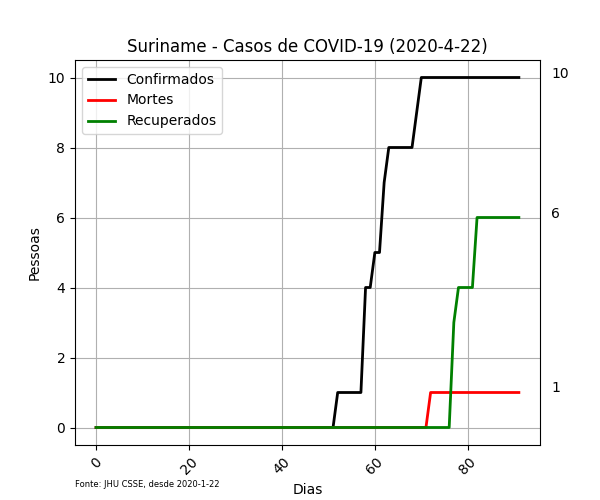 Suriname - Casos de COVID-19 (2020-4-22)
Confirmados
Mortes
Recuperados
10
8
6
4
2
0
Pessoas
10
6
1
0
20
40
60
80
Dias
Fonte: JHU CSSE, desde 2020-1-22